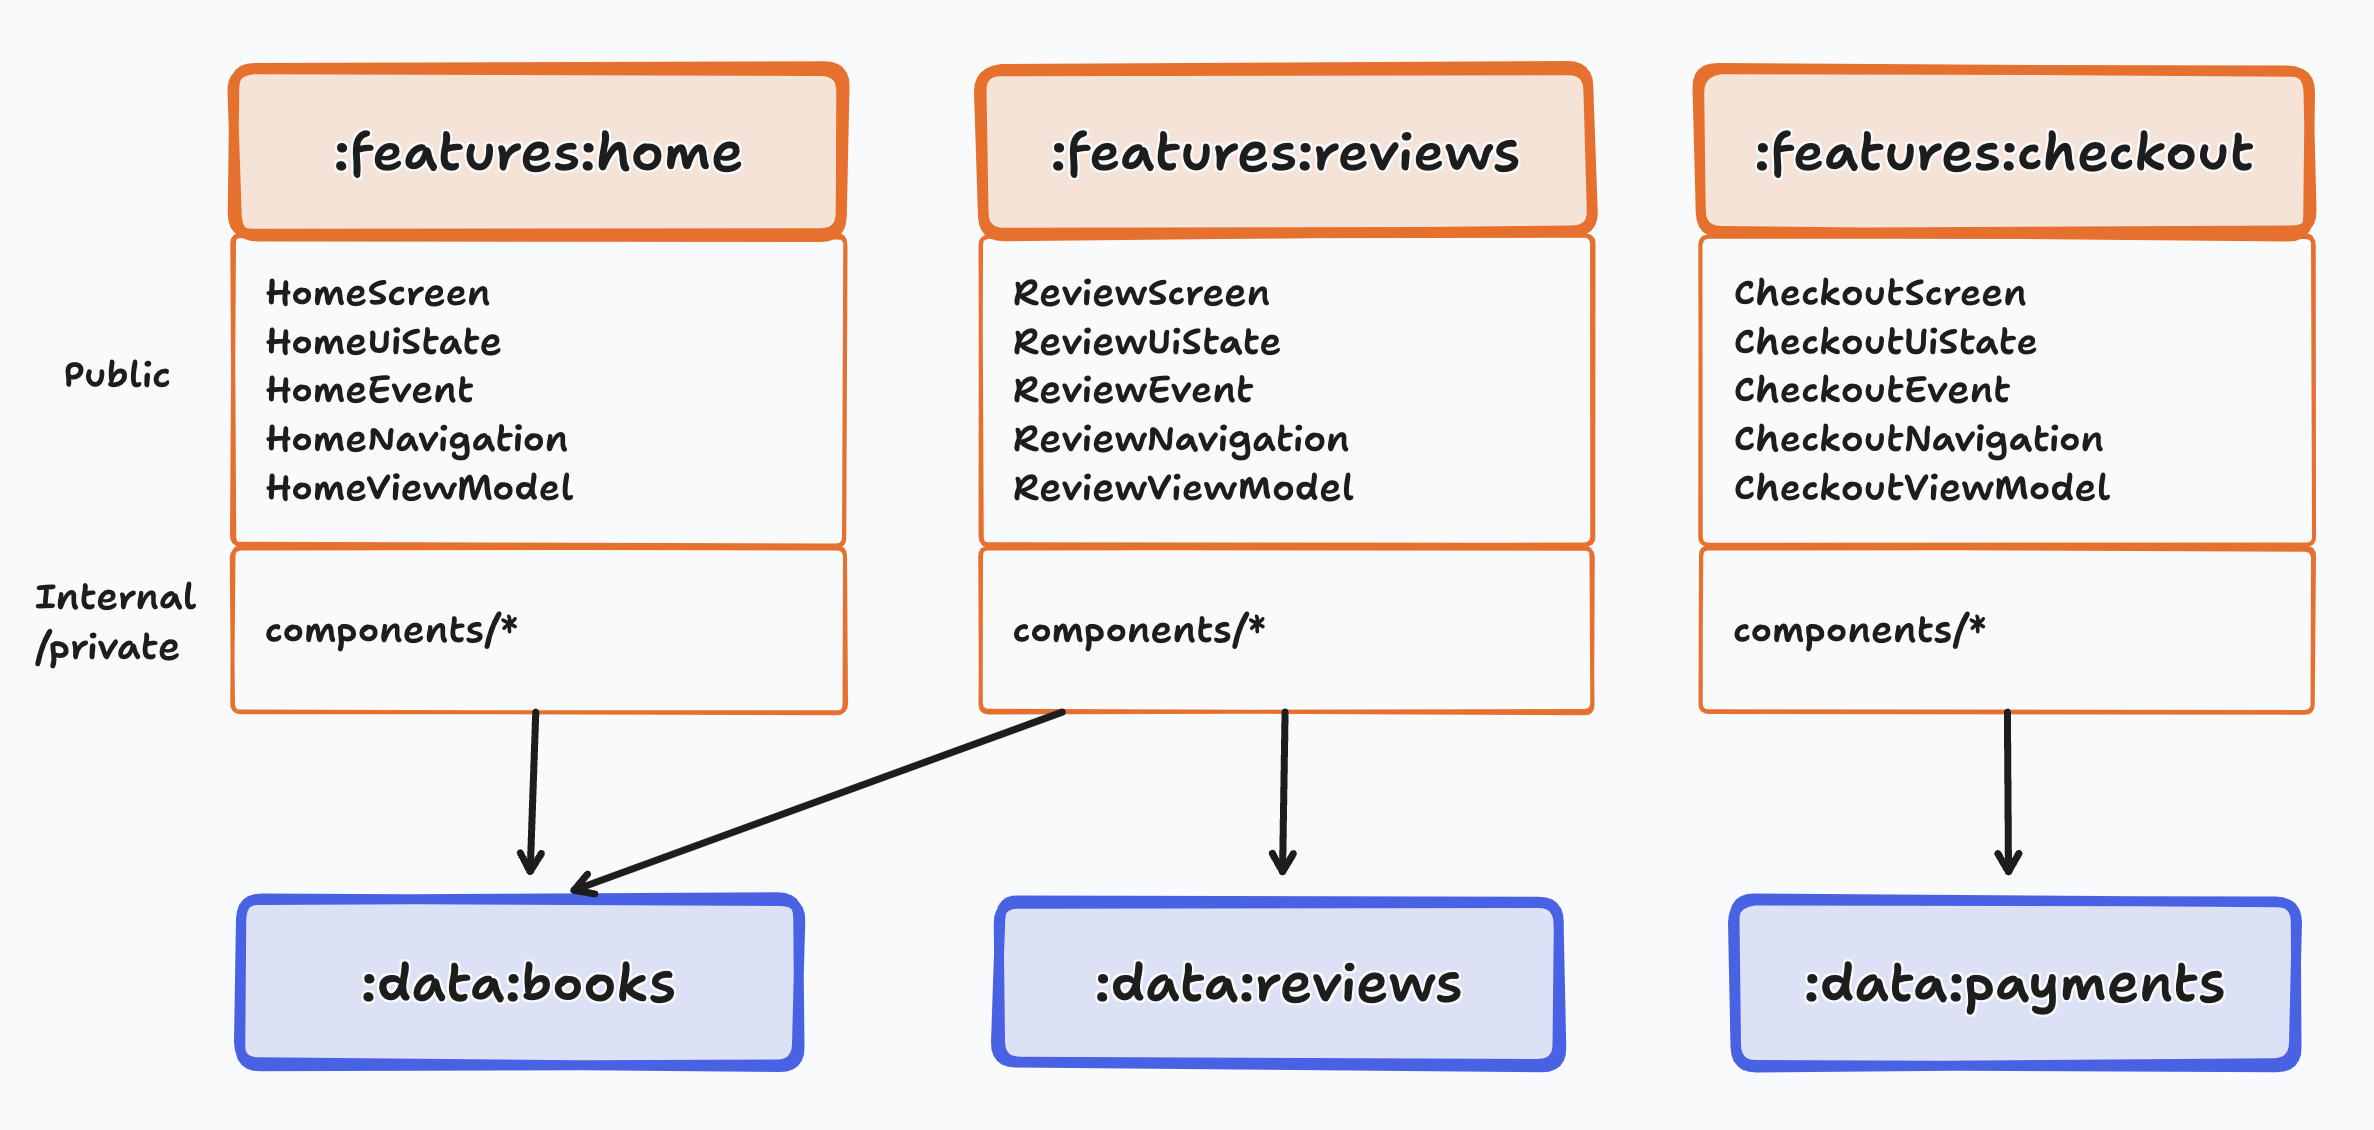 :features:home
:features:reviews
:features:checkout
Public
HomeScreen
HomeUiState
HomeEvent
HomeNavigation
HomeViewModel
ReviewScreen
ReviewUiState
ReviewEvent
ReviewNavigation
ReviewViewModel
CheckoutScreen
CheckoutUiState
CheckoutEvent
CheckoutNavigation
CheckoutViewModel
Internal
/private
components/*
components/*
components/*
:data:books
:data:reviews
:data:payments